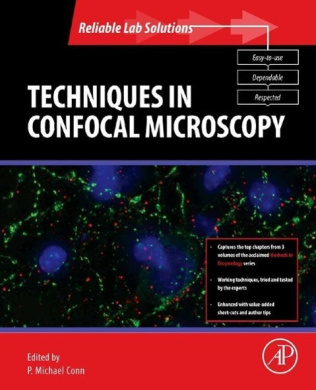 Reliable Lab Solutions
Easy-to-use
Dependable
Respected
TECHNIQUES IN
CONFOCAL MICROSCOPY
• Captures the top chapters from 3
volumes of the acclaimed Methods in
Enzymology series
• Working techniques, tried and tested
by the experts
• Enhanced with value-added
short-cuts and author tips
Edited by
P. Michael Conn
AP